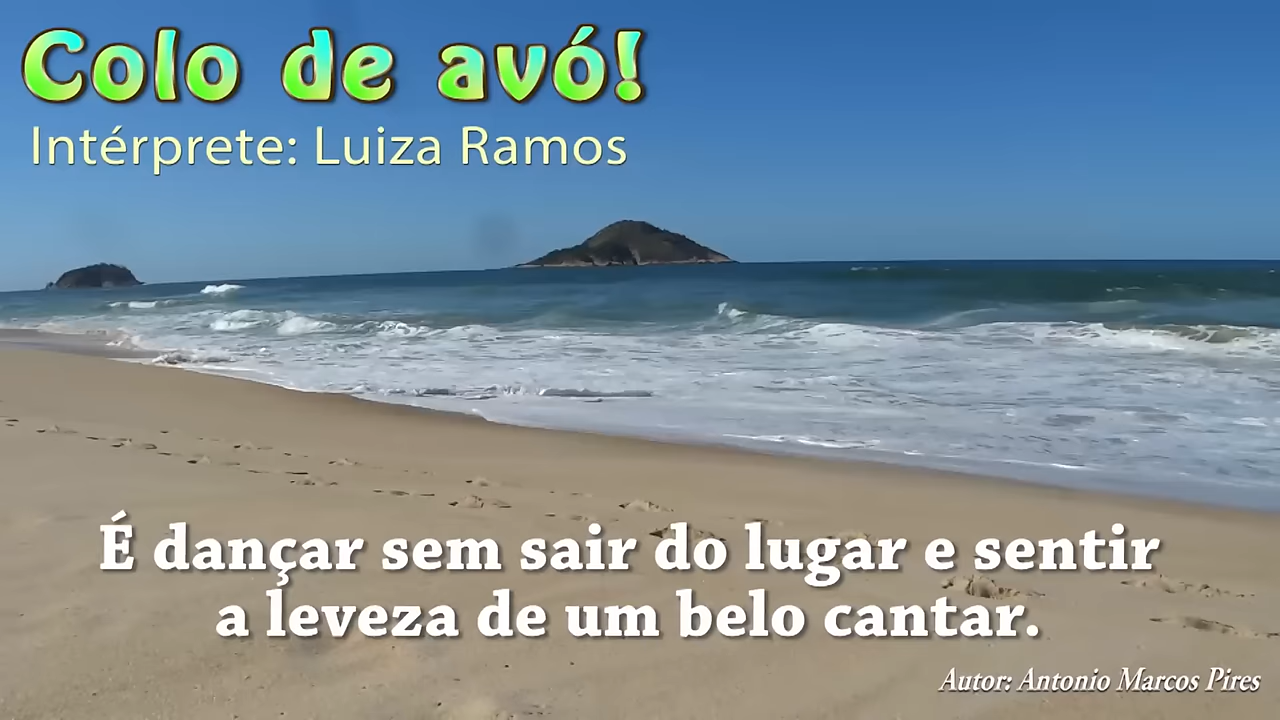 Colo de avó!
Intérprete: Luiza Ramos
É dançar sem sair do lugar e sentir
a leveza de um belo cantar.
Autor: Antonio Marcos Pires